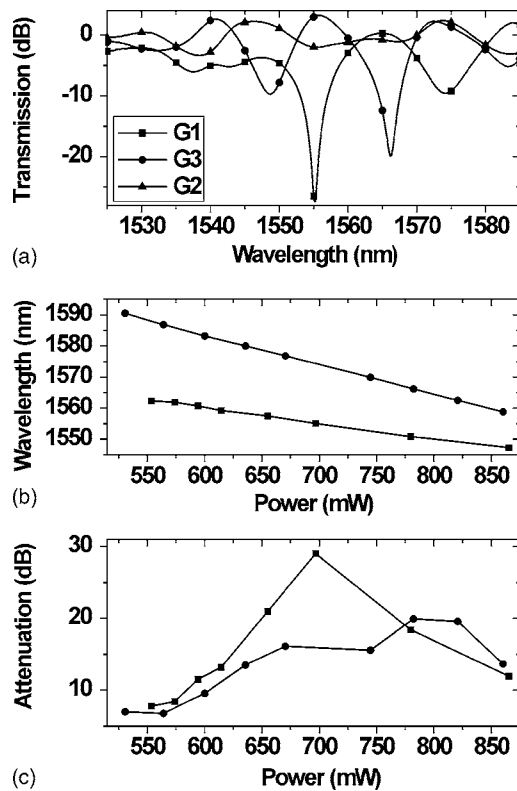 Transmission (dB)
0
-10
-20
G1
G3
G2
1530 1540 1550 1560 1570 1580
Wavelength (nm)
(a)
Wavelength (nm)
1590
1580
1570
1560
1550
550 600 650 700 750 800 850
Power (mW)
(b)
Attenuation (dB)
30
20
10
550 600 650 700 750 800 850
Power (mW)
(c)